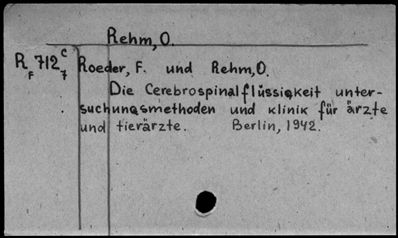 Rehm, O.
R 712 C
F 7
Roeder, F. und Rehm, O.
Die Cerebrospinalflüssigkeit unter-
suchungsmethoden und klinik für ärzte
und tierärzte. Berlin, 1942.